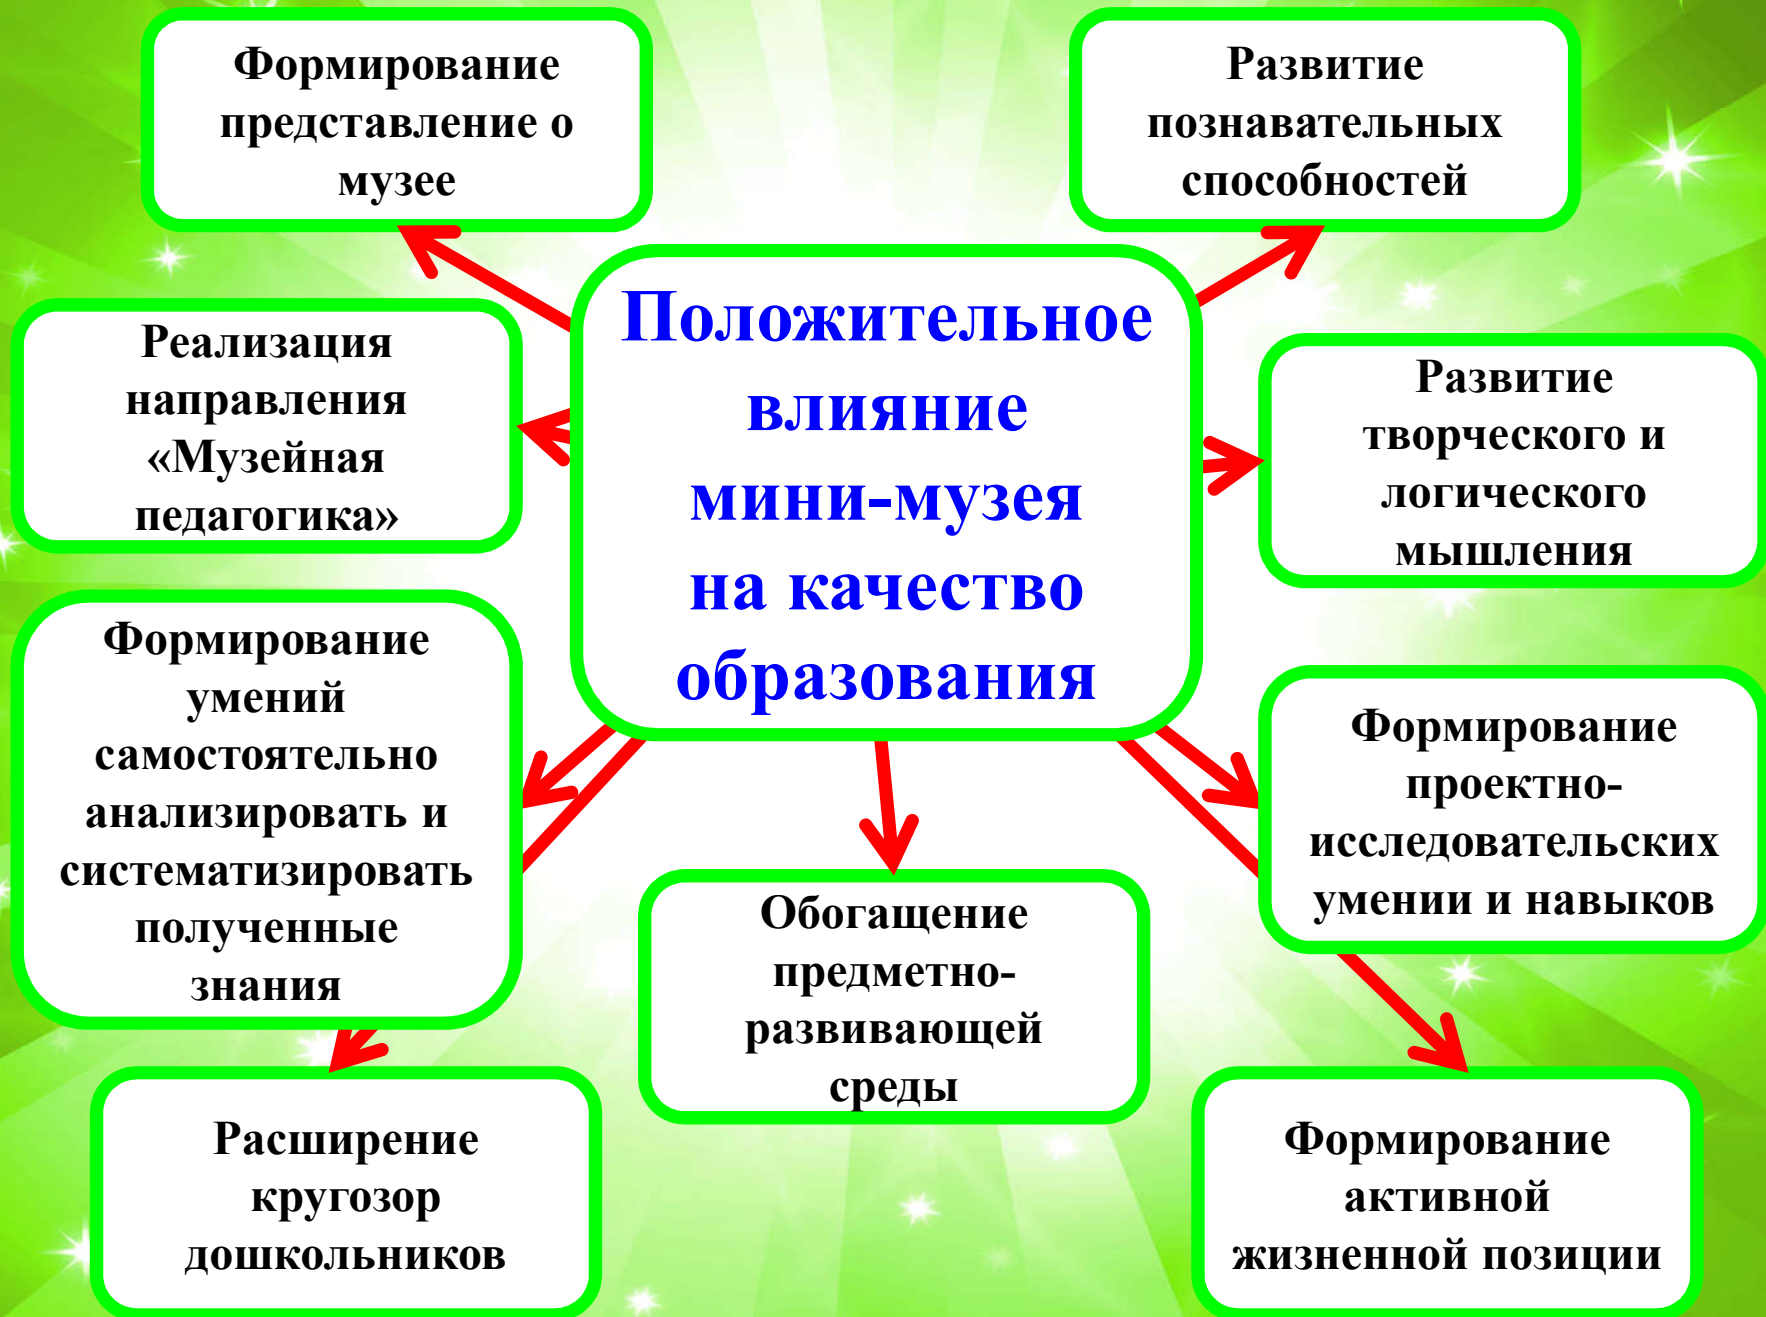 Формирование
представление о
музее
Развитие
познавательных
способностей
Положительное
влияние
мини-музея
на качество
образования
Реализация
направления
«Музейная
педагогика»
Развитие
творческого и
логического
мышления
Формирование
умений
самостоятельно
анализировать и
систематизировать
полученные
знания
Формирование
проектно-
исследовательских
умении и навыков
Обогащение
предметно-
развивающей
среды
Расширение
кругозор
дошкольников
Формирование
активной
жизненной позиции